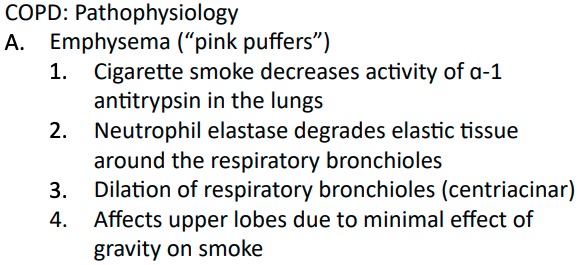 COPD: Pathophysiology
A. Emphysema (“pink puffers”)
1. Cigarette smoke decreases activity of α-1
antitrypsin in the lungs
2. Neutrophil elastase degrades elastic tissue
around the respiratory bronchioles
3. Dilation of respiratory bronchioles (centriacinar)
4. Affects upper lobes due to minimal effect of
gravity on smoke